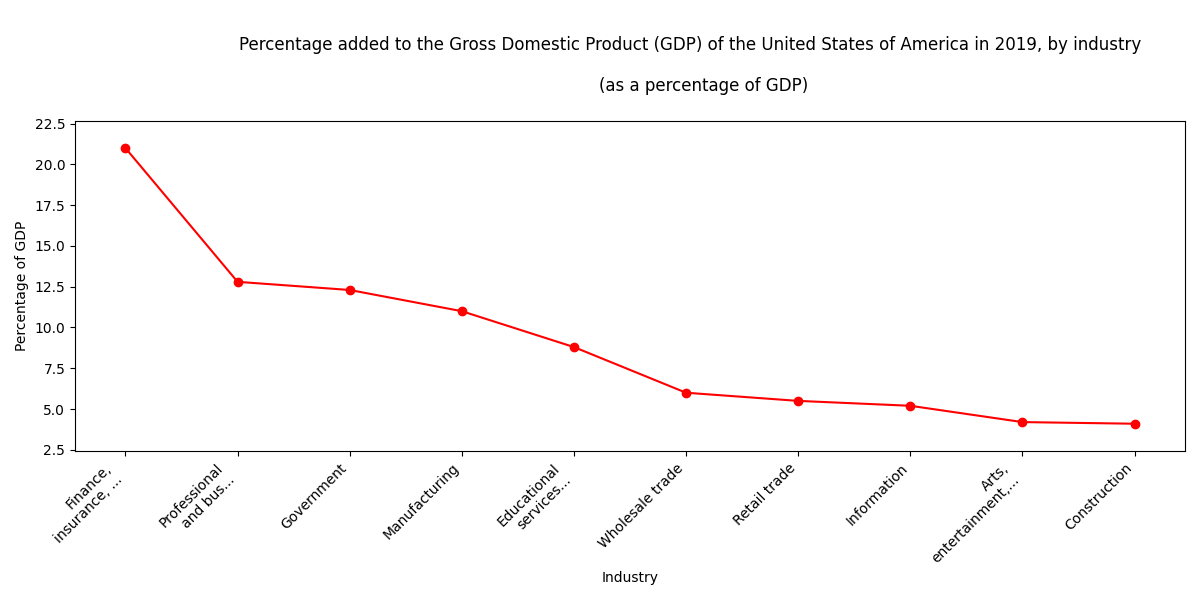 Percentage added to the Gross Domestic Product (GDP) of the United States of America in 2019, by industry
(as a percentage of GDP)
22.5
20.0
17.5
15.0
12.5
10.0
7.5
5.0
2.5
Percentage of GDP
Finance,
insurance, ...
Professional
and bus...
Government
Manufacturing
Educational
services...
Wholesale trade
Retail trade
Information
Arts,
entertainment,...
Construction
Industry